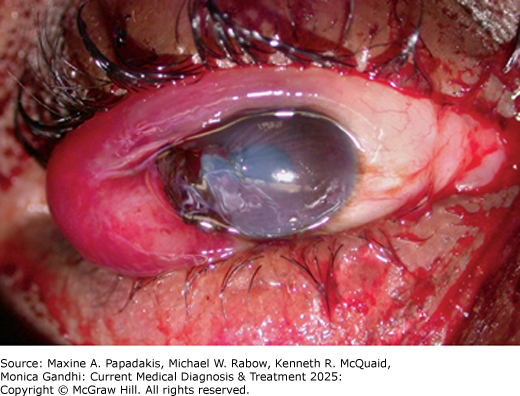 Source: Maxine A. Papadakis, Michael W. Rabow, Kenneth R. McQuaid,
Monica Gandhi: Current Medical Diagnosis & Treatment 2025:
Copyright © McGraw Hill. All rights reserved.